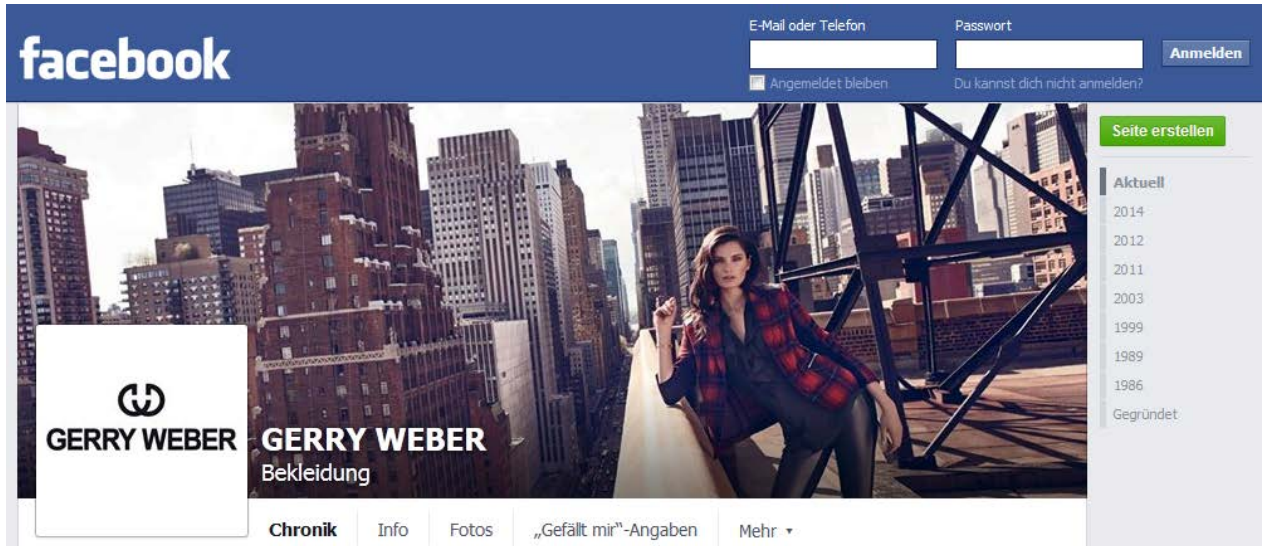 facebook
E-Mail oder Telefon
Passwort
Anmelden
Angemeldet bleiben
Du kannst dich nicht anmelden?
Seite erstellen
Aktuell
2014
2012
2011
2003
1999
1989
1986
Gegründet
GERRY WEBER
GERRY WEBER
Bekleidung
Chronik Info Fotos „Gefällt mir“-Angaben Mehr